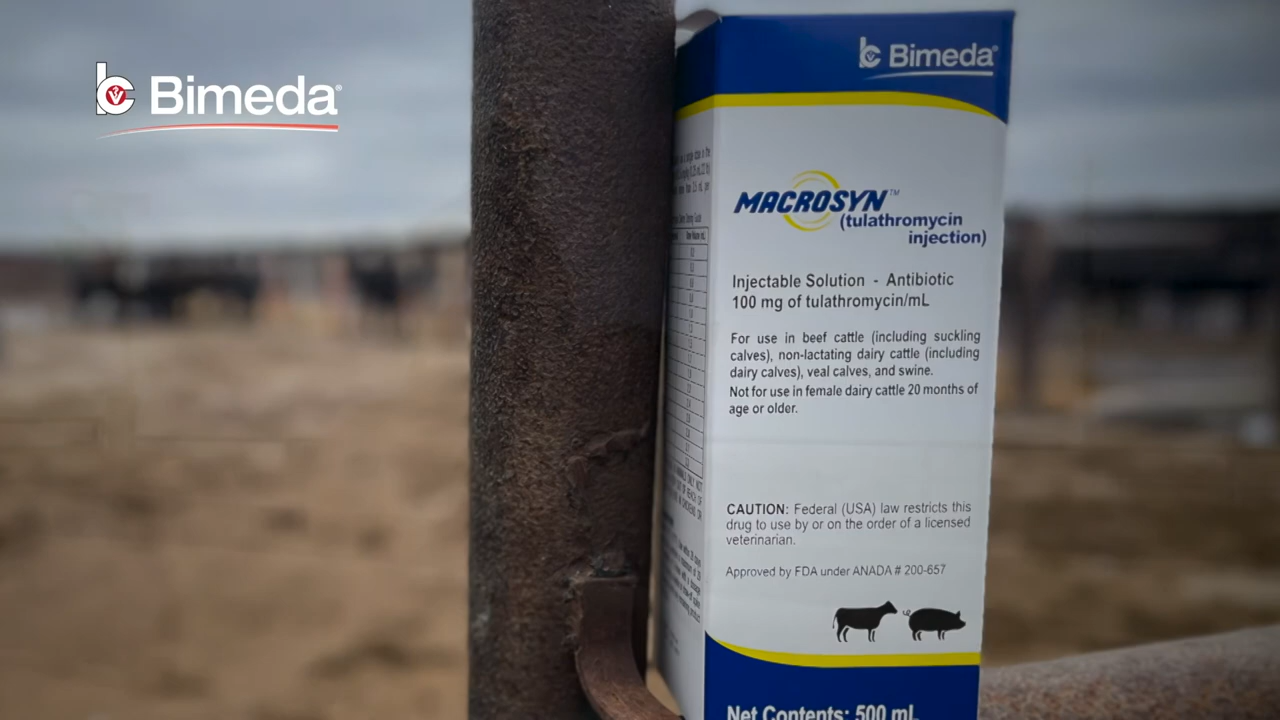 Bimeda®
Bimeda®
MACROSYN™
(tulathromycin
injection)
Injectable Solution - Antibiotic
100 mg of tulathromycin/mL
For use in beef cattle (including suckling
calves), non-lactating dairy cattle (including
dairy calves), veal calves, and swine.
Not for use in female dairy cattle 20 months of
age or older.
CAUTION: Federal (USA) law restricts this
drug to use by or on the order of a licensed
veterinarian.
Approved by FDA under ANADA # 200-657
Net Contents: 500 mL